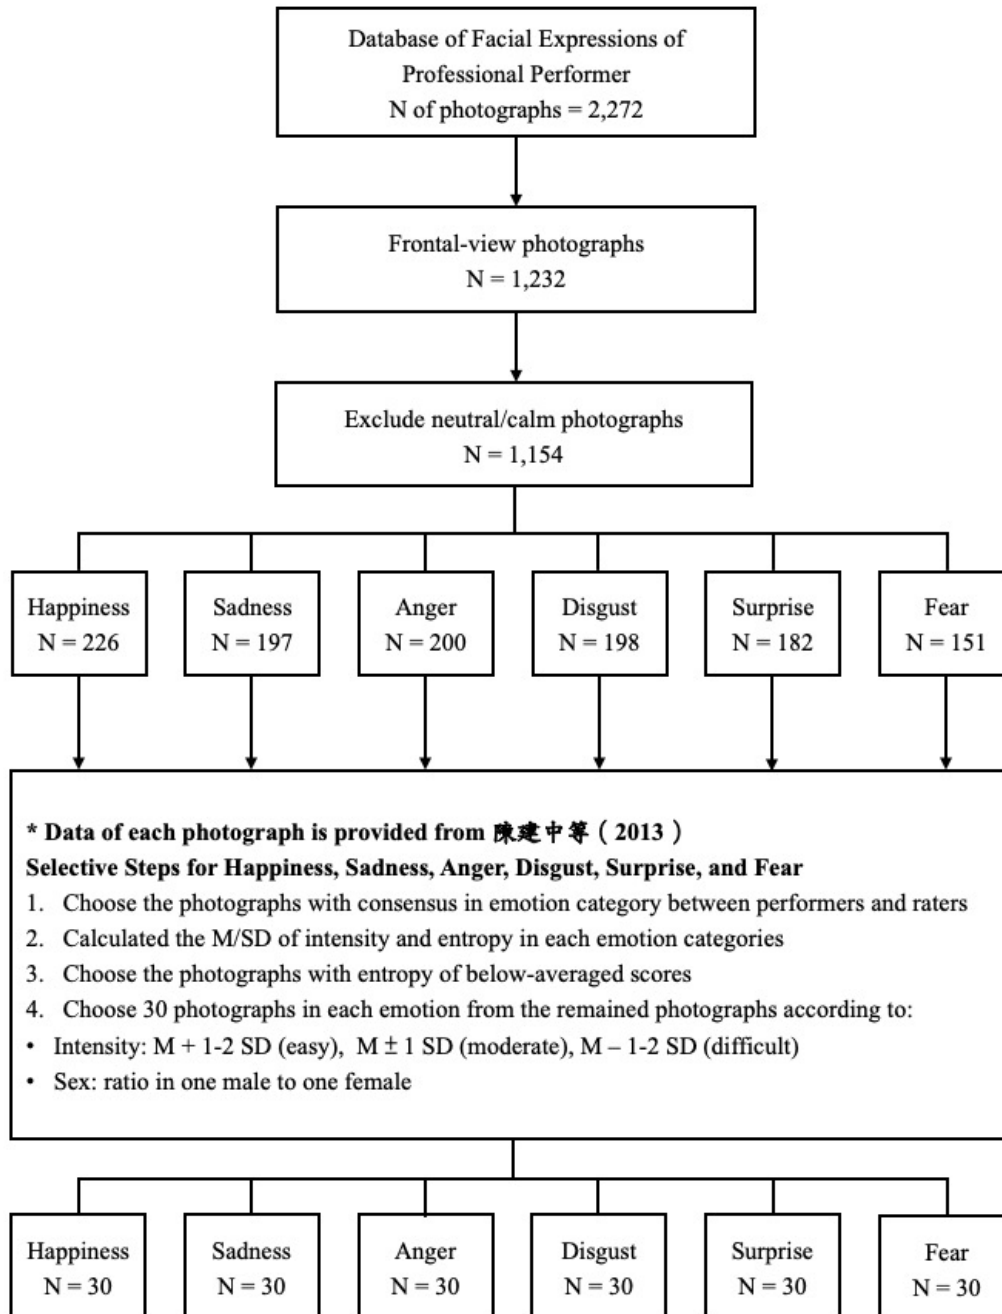 Database of Facial Expressions of
Professional Performer
N of photographs = 2,272
Frontal-view photographs
N = 1,232
Exclude neutral/calm photographs
N = 1,154
Happiness
N = 226
Sadness
N = 197
Anger
N = 200
Disgust
N = 198
Surprise
N = 182
Fear
N = 151
* Data of each photograph is provided from 陳建中等（2013）
Selective Steps for Happiness, Sadness, Anger, Disgust, Surprise, and Fear
1. Choose the photographs with consensus in emotion category between performers and raters
2. Calculated the M/SD of intensity and entropy in each emotion categories
3. Choose the photographs with entropy of below-averaged scores
4. Choose 30 photographs in each emotion from the remained photographs according to:
• Intensity: M + 1-2 SD (easy), M ± 1 SD (moderate), M – 1-2 SD (difficult)
• Sex: ratio in one male to one female
Happiness
N = 30
Sadness
N = 30
Anger
N = 30
Disgust
N = 30
Surprise
N = 30
Fear
N = 30